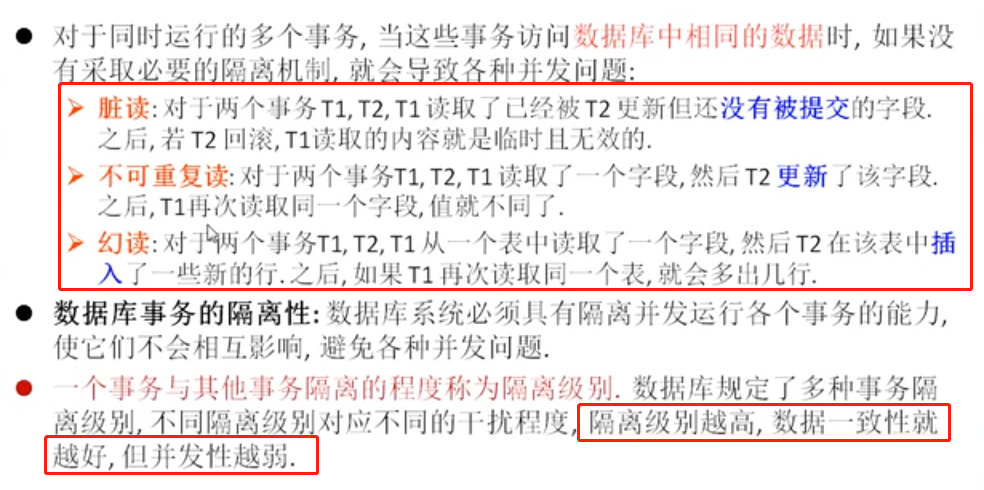 ● 对于同时运行的多个事务, 当这些事务访问数据库中相同的数据时, 如果没
有采取必要的隔离机制, 就会导致各种并发问题:
➢ 脏读: 对于两个事务 T1, T2, T1 读取了已经被 T2 更新但还没有被提交的字段.
之后, 若 T2 回滚, T1读取的内容就是临时且无效的.
➢ 不可重复读: 对于两个事务T1, T2, T1 读取了一个字段, 然后 T2 更新了该字段.
之后, T1再次读取同一个字段, 值就不同了.
➢ 幻读: 对于两个事务T1, T2, T1 从一个表中读取了一个字段, 然后 T2 在该表中插
入了一些新的行. 之后, 如果 T1 再次读取同一个表, 就会多出几行.
● 数据库事务的隔离性: 数据库系统必须具有隔离并发运行各个事务的能力,
使它们不会相互影响, 避免各种并发问题.
● 一个事务与其他事务隔离的程度称为隔离级别. 数据库规定了多种事务隔
离级别, 不同隔离级别对应不同的干扰程度, 隔离级别越高, 数据一致性就
越好, 但并发性越弱.